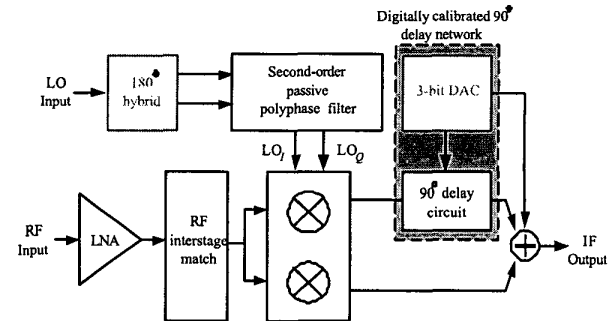 Digitally calibrated 90°
delay network
LO
Input
180°
hybrid
Second-order
passive
polyphase filter
3-bit DAC
LO_I
LO_Q
90° delay
circuit
RF
Input
LNA
RF
interstage
match
IF
Output